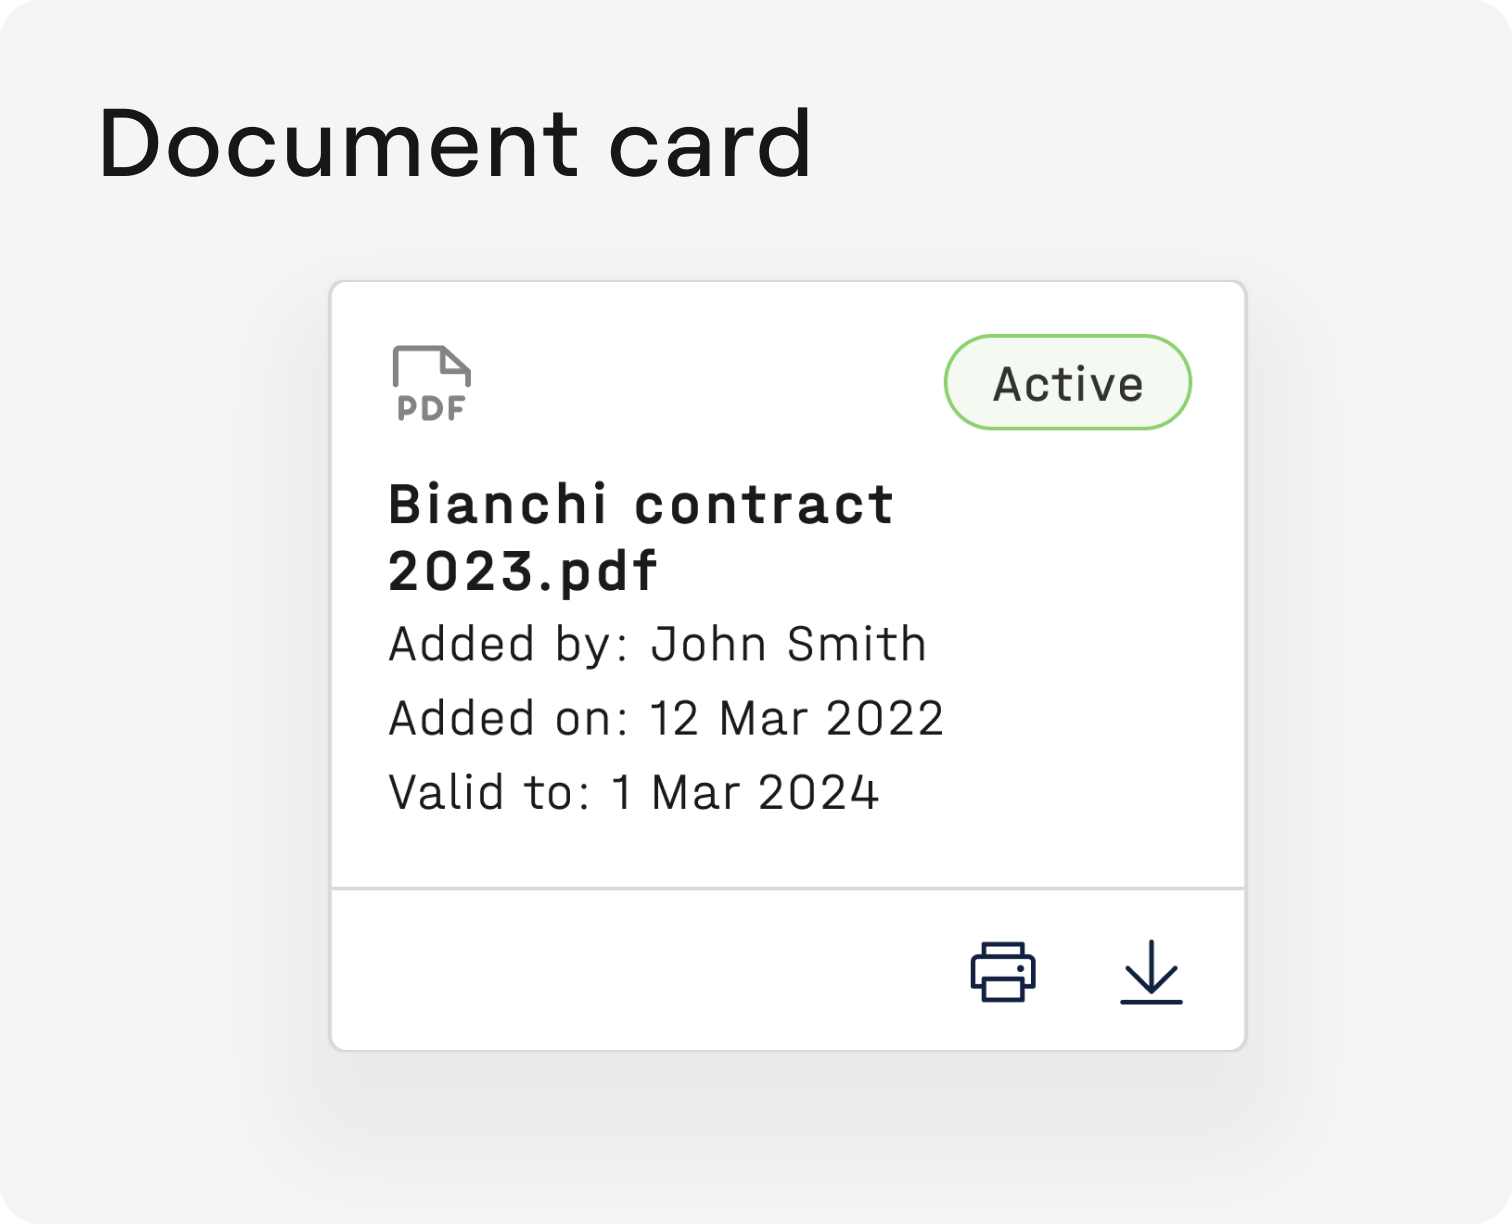 Document card
PDF
Active
Bianchi contract
2023.pdf
Added by: John Smith
Added on: 12 Mar 2022
Valid to: 1 Mar 2024